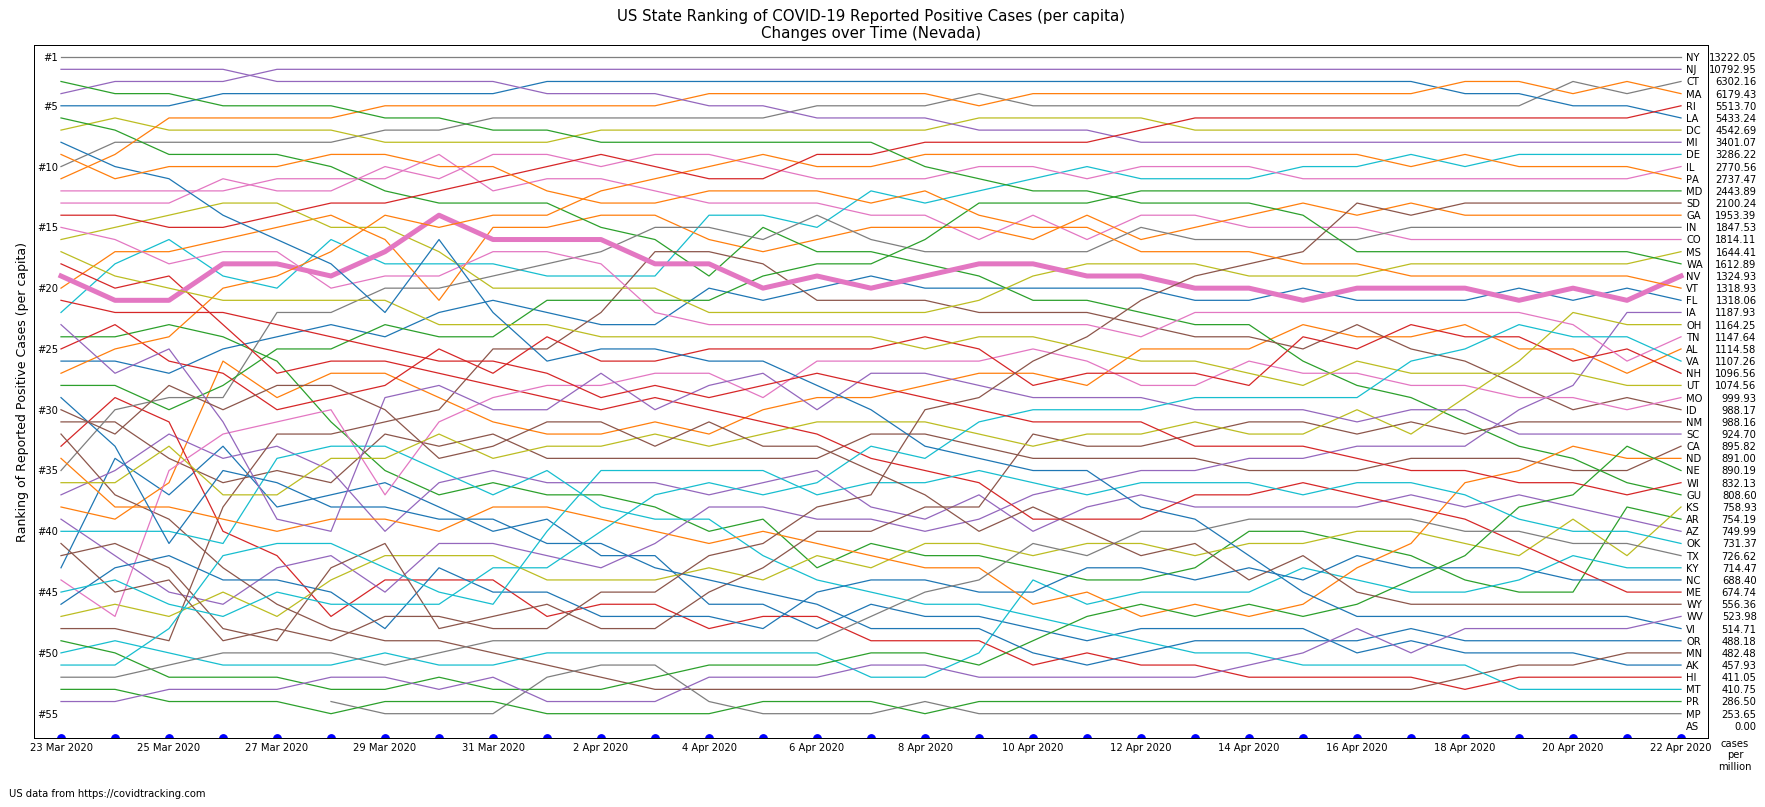 US State Ranking of COVID-19 Reported Positive Cases (per capita)
Changes over Time (Nevada)
Ranking of Reported Positive Cases (per capita)
#1
#5
#10
#15
#20
#25
#30
#35
#40
#45
#50
#55
NY 13222.05
NJ 10792.95
CT 6302.16
MA 6179.43
RI 5513.70
LA 5433.24
DC 4542.69
MI 3401.07
DE 3286.22
IL 2770.56
PA 2737.47
MD 2443.89
SD 2100.24
GA 1953.39
IN 1847.53
CO 1814.11
MS 1644.41
WA 1612.89
NV 1324.93
VT 1318.93
FL 1318.06
IA 1187.93
OH 1164.25
TN 1147.64
AL 1114.58
VA 1107.26
NH 1096.56
UT 1074.56
MO 999.93
ID 988.17
NM 988.16
SC 924.70
CA 895.82
ND 891.00
NE 890.19
WI 832.13
GU 808.60
KS 758.93
AR 754.19
AZ 749.99
OK 731.37
TX 726.62
KY 714.47
NC 688.40
ME 674.74
WY 556.36
WV 523.98
VI 514.71
OR 488.18
MN 482.48
AK 457.93
HI 411.05
MT 410.75
PR 286.50
MP 253.65
AS 0.00
23 Mar 2020 25 Mar 2020 27 Mar 2020 29 Mar 2020 31 Mar 2020 2 Apr 2020 4 Apr 2020 6 Apr 2020 8 Apr 2020 10 Apr 2020 12 Apr 2020 14 Apr 2020 16 Apr 2020 18 Apr 2020 20 Apr 2020 22 Apr 2020
cases
per
million
US data from https://covidtracking.com